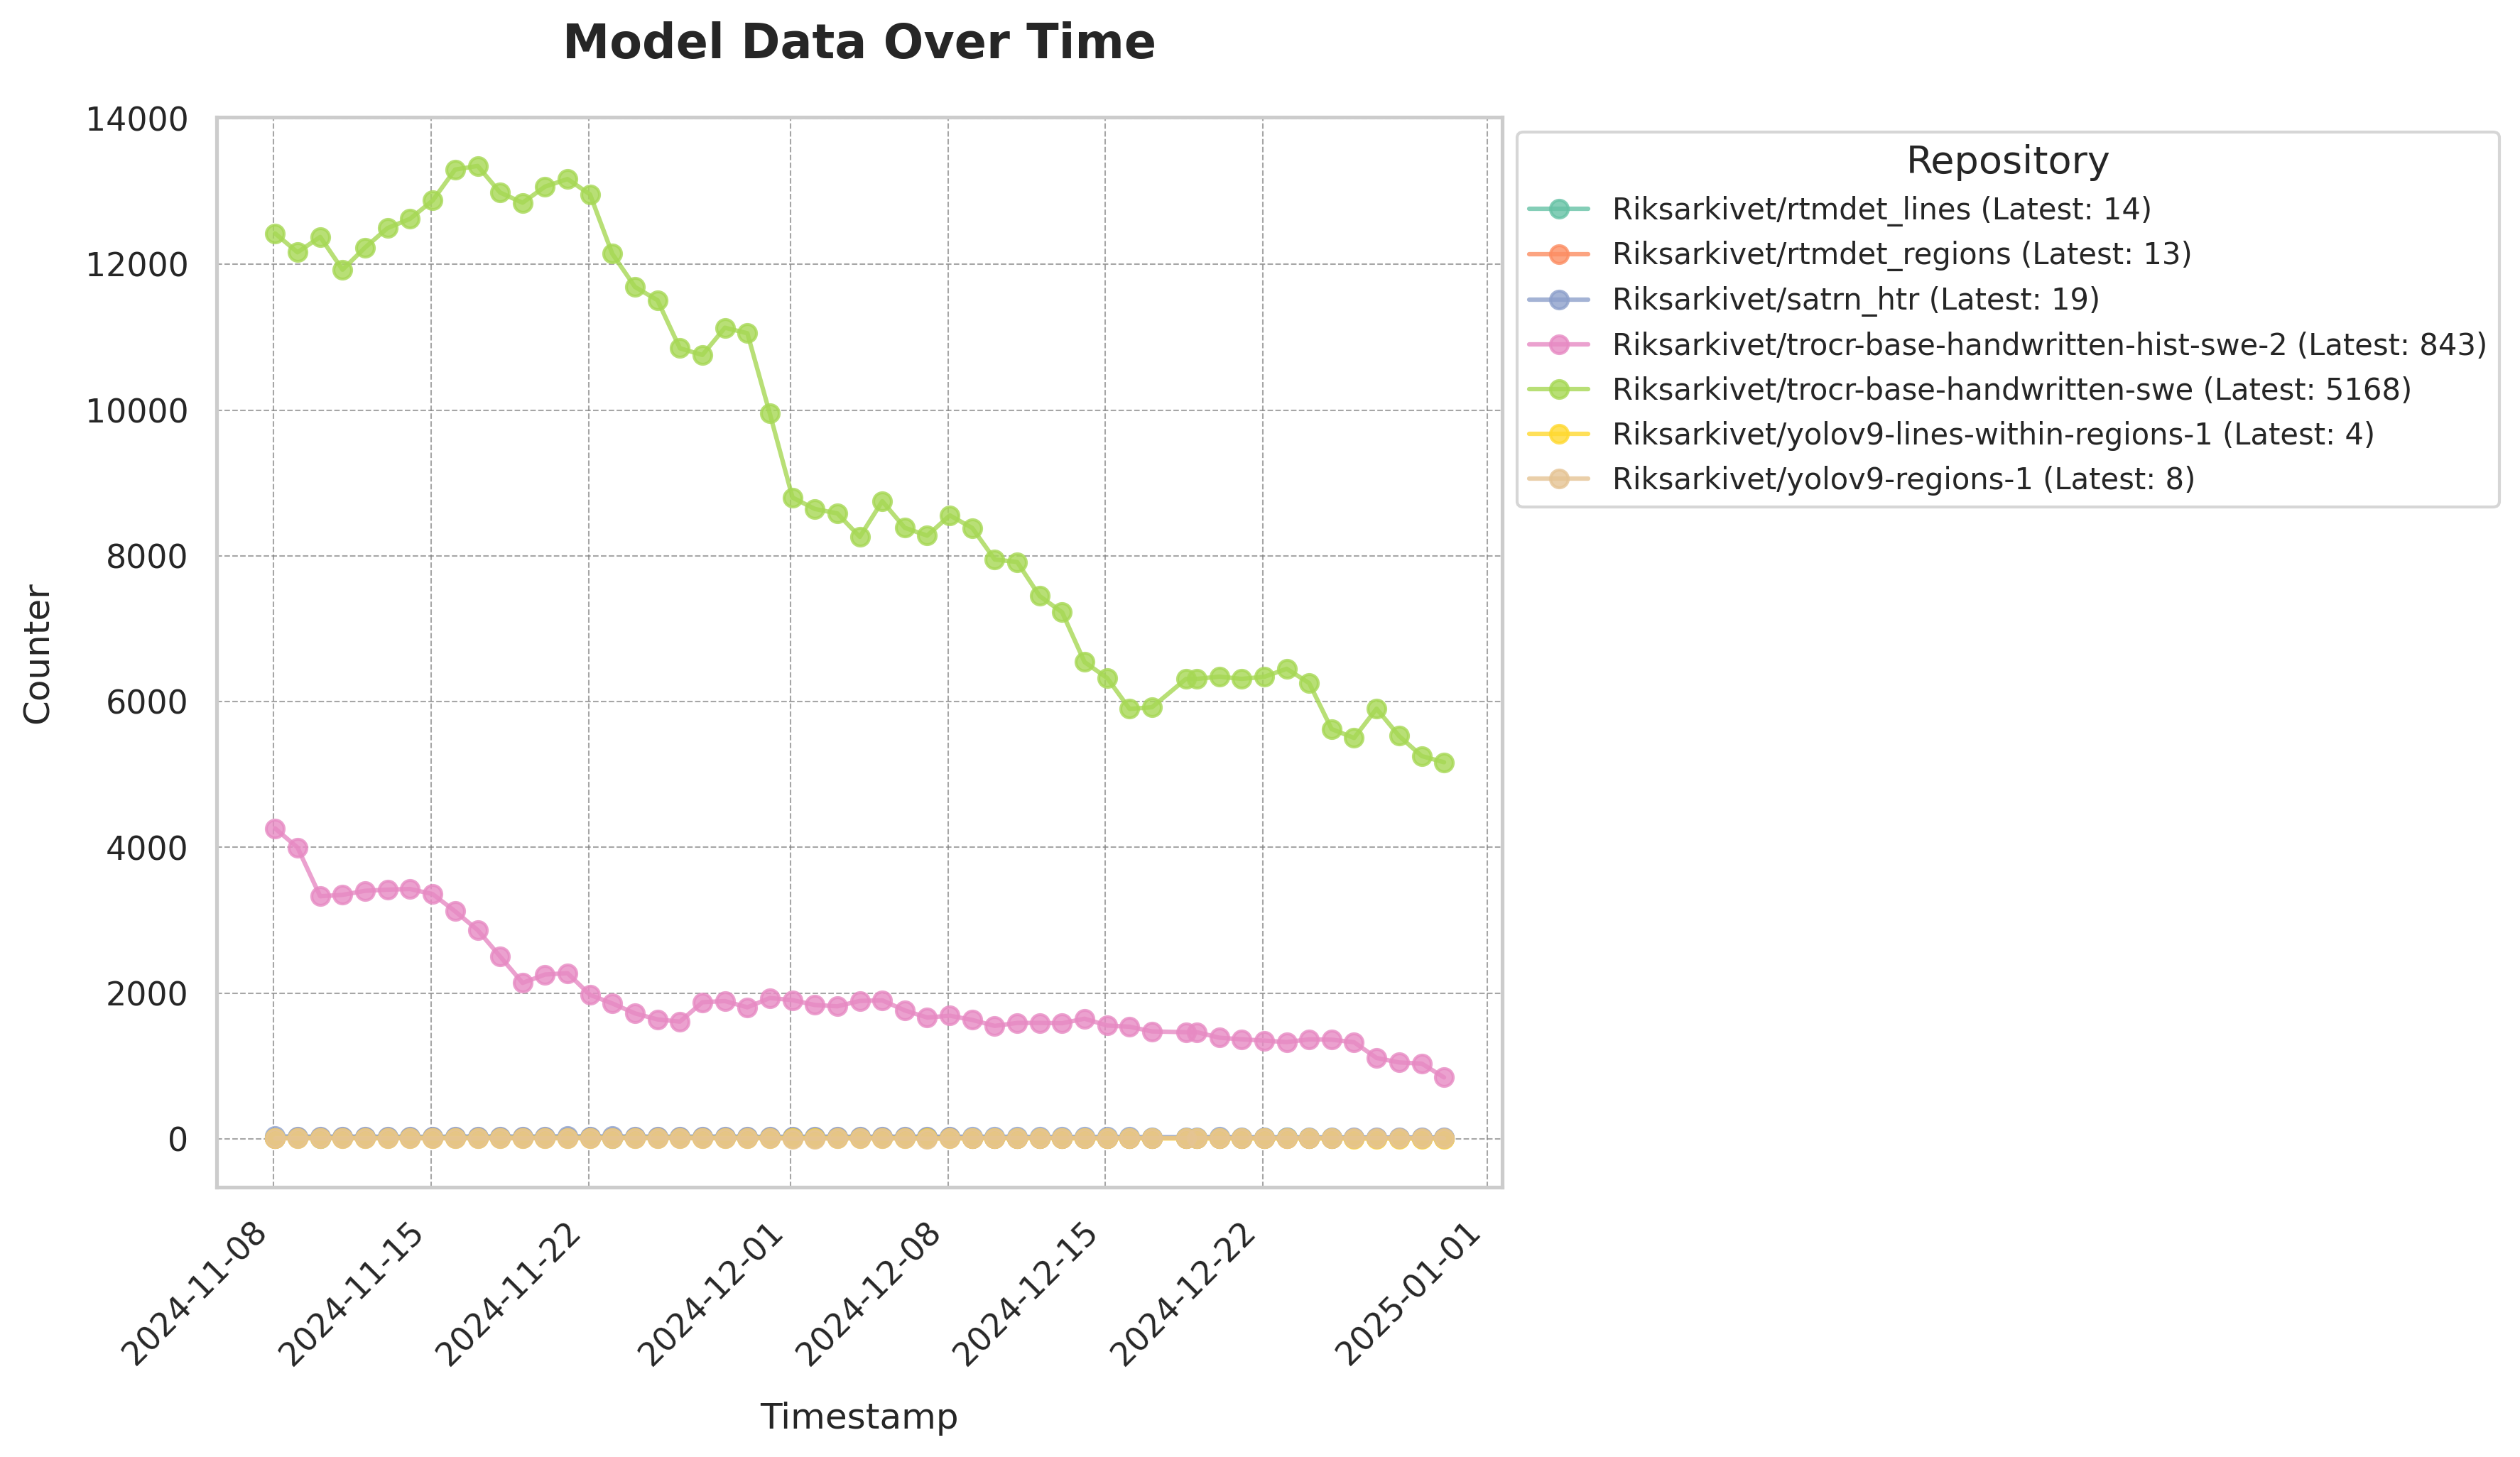 Model Data Over Time
14000
12000
10000
8000
6000
4000
2000
0
Counter
2024-11-08
2024-11-15
2024-11-22
2024-12-01
2024-12-08
2024-12-15
2024-12-22
2025-01-01
Timestamp
Repository
Riksarkivet/rtmdet_lines (Latest: 14)
Riksarkivet/rtmdet_regions (Latest: 13)
Riksarkivet/satrn_htr (Latest: 19)
Riksarkivet/trocr-base-handwritten-hist-swe-2 (Latest: 843)
Riksarkivet/trocr-base-handwritten-swe (Latest: 5168)
Riksarkivet/yolov9-lines-within-regions-1 (Latest: 4)
Riksarkivet/yolov9-regions-1 (Latest: 8)